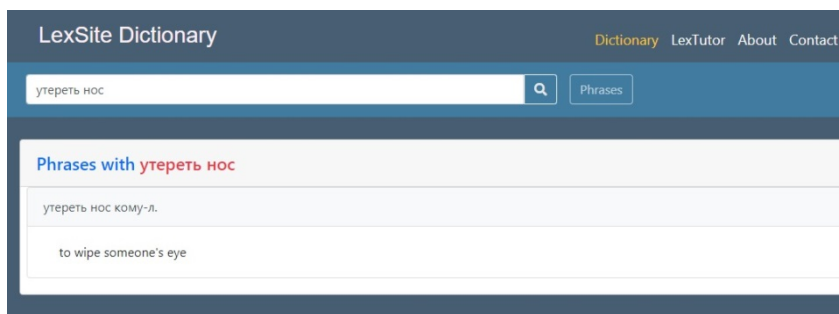 LexSite Dictionary
Dictionary LexTutor About Contact
утереть нос
Phrases
Phrases with утереть нос
утереть нос кому-л.
to wipe someone's eye